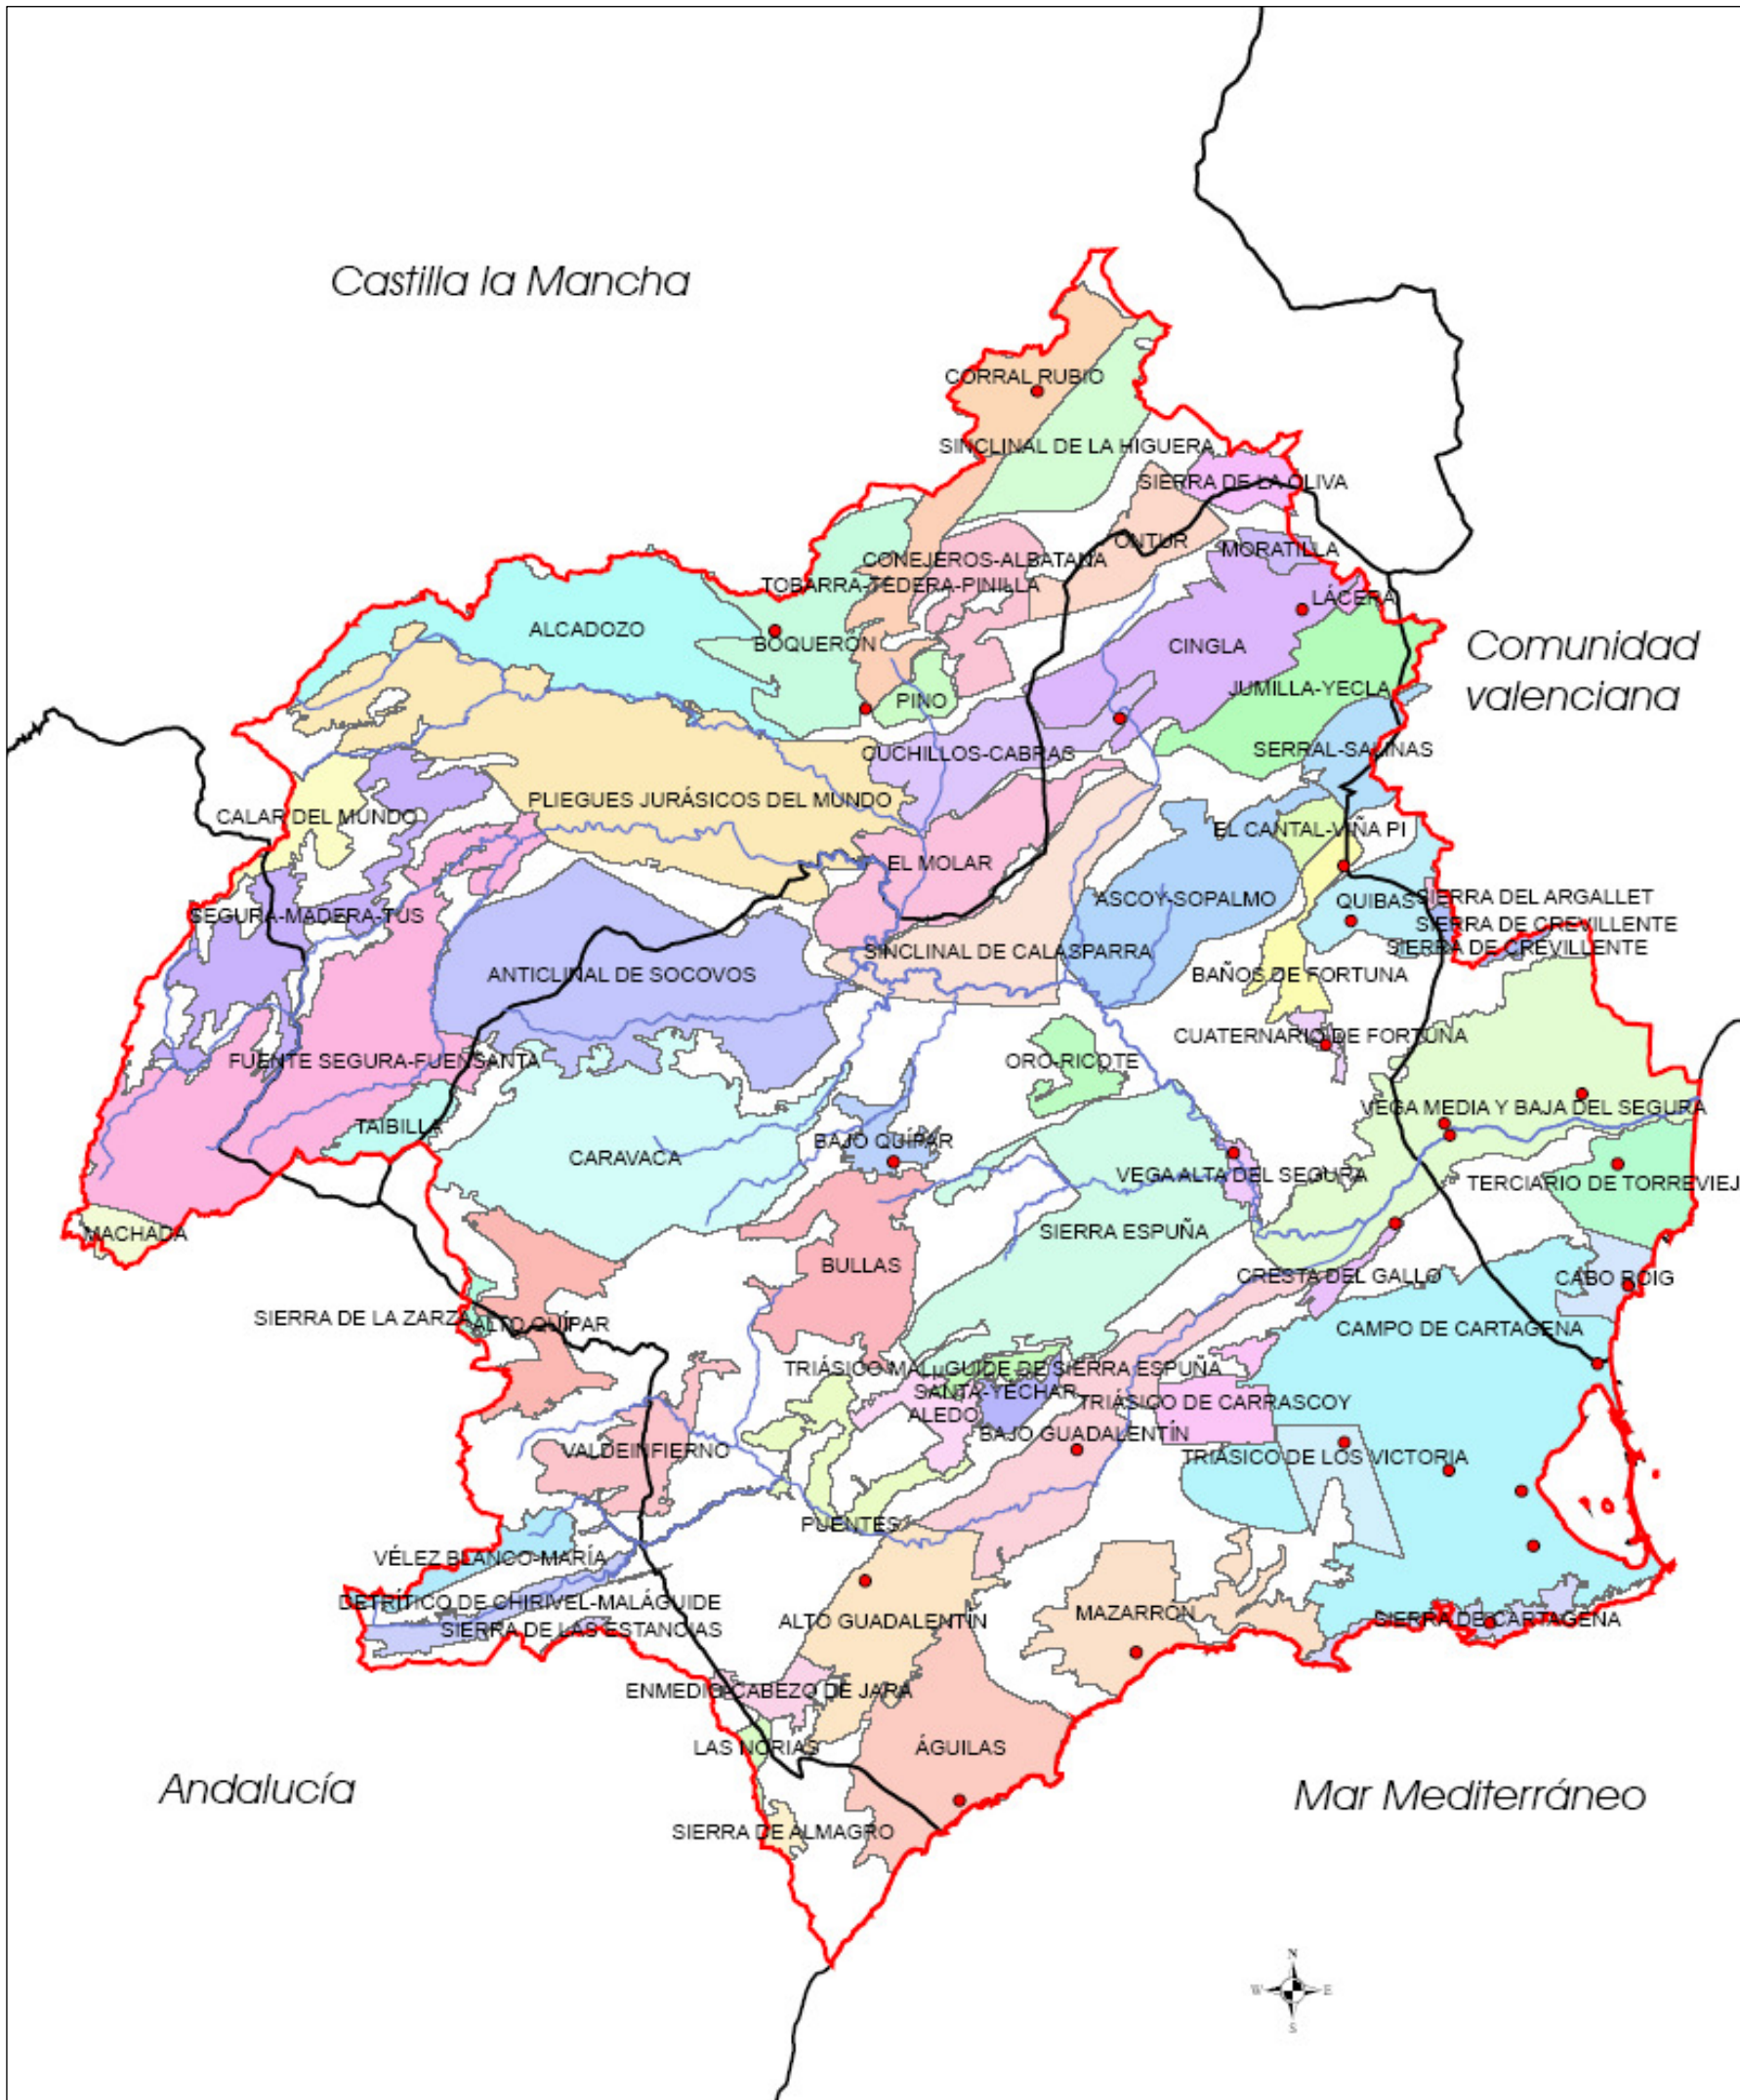 Castilla la Mancha
CORRAL RUBIO
SINCLINAL DE LA HIGUERA
SIERRA DE LA OLIVA
ONTUR
MORATILLA
CONEJEROS-ALBATANA
TOBARRA-TEDERA-PINILLA
LÁCERA
ALCADOZO
BOQUERÓN
CINGLA
Comunidad
valenciana
JUMILLA-YECLA
PINO
SERRAL-SALINAS
CUCHILLOS-CABRAS
PLIEGUES JURÁSICOS DEL MUNDO
CALAR DEL MUNDO
EL CANTAL-VIÑA PI
EL MOLAR
ASCOY-SOPALMO
QUIBAS
SIERRA DEL ARGALLET
SEGURA-MADERA-TUS
SIERRA DE CREVILLENTE
SIERRA DE CREVILLENTE
SINCLINAL DE CALASPARRA
ANTICLINAL DE SOCOVOS
BAÑOS DE FORTUNA
CUATERNARIO DE FORTUNA
FUENTE SEGURA-FUENSANTA
ORO-RICOTE
VEGA MEDIA Y BAJA DEL SEGURA
TAIBILLA
BAJO QUÍPAR
CARAVACA
VEGA ALTA DEL SEGURA
TERCIARIO DE TORREVIEJ
MACHADA
SIERRA ESPUÑA
BULLAS
CRESTA DEL GALLO
CABO ROIG
SIERRA DE LA ZARZA
ALTO QUÍPAR
CAMPO DE CARTAGENA
TRIÁSICO MALÁGUIDE DE SIERRA ESPUÑA
SANTA-YECHAR
TRIÁSICO DE CARRASCOY
ALEDO
BAJO GUADALENTÍN
VALDEINFIERNO
TRIÁSICO DE LOS VICTORIA
PUENTES
VÉLEZ BLANCO-MARÍA
DETRÍTICO DE CHIRIVEL-MALÁGUIDE
ALTO GUADALENTÍN
MAZARRÓN
SIERRA DE CARTAGENA
SIERRA DE LAS ESTANCIAS
ENMEDIO-CABEZO DE JARA
LAS NORIAS
ÁGUILAS
Andalucía
Mar Mediterráneo
SIERRA DE ALMAGRO
N
W
E
S